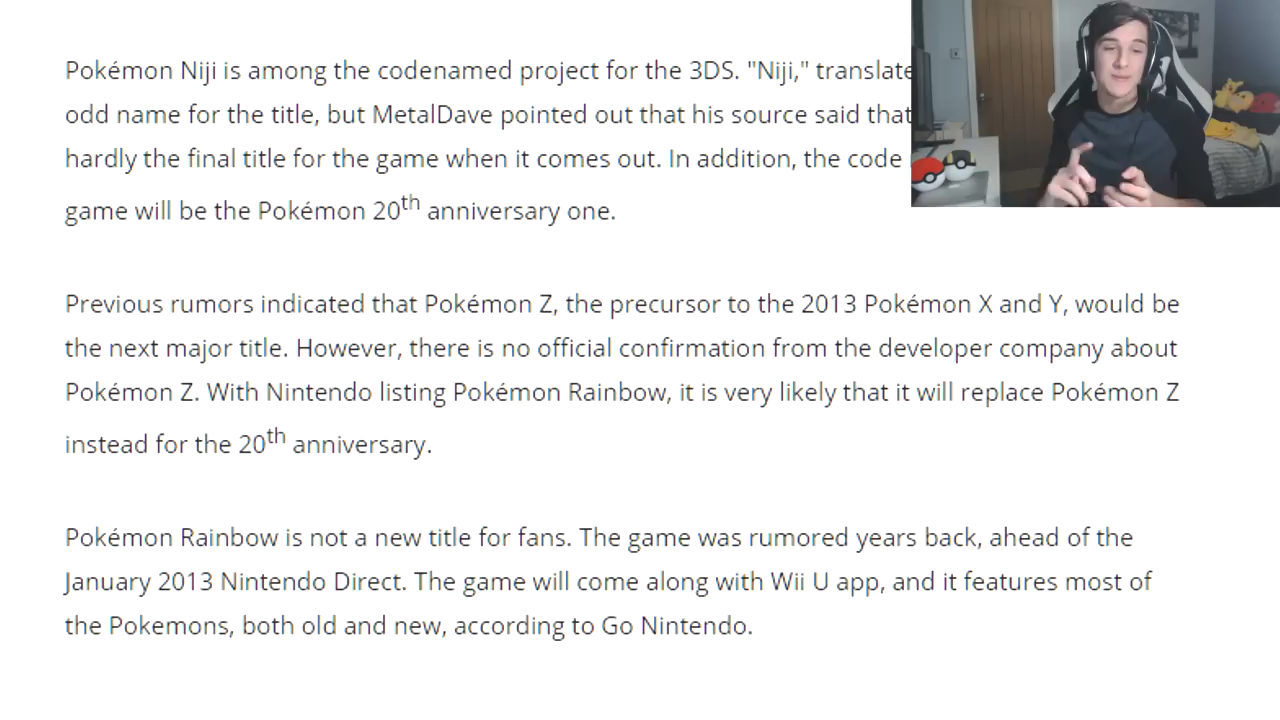 Pokémon Niji is among the codenamed project for the 3DS. "Niji," translate
odd name for the title, but MetalDave pointed out that his source said that
hardly the final title for the game when it comes out. In addition, the code
game will be the Pokémon 20th anniversary one.
Previous rumors indicated that Pokémon Z, the precursor to the 2013 Pokémon X and Y, would be
the next major title. However, there is no official confirmation from the developer company about
Pokémon Z. With Nintendo listing Pokémon Rainbow, it is very likely that it will replace Pokémon Z
instead for the 20th anniversary.
Pokémon Rainbow is not a new title for fans. The game was rumored years back, ahead of the
January 2013 Nintendo Direct. The game will come along with Wii U app, and it features most of
the Pokemons, both old and new, according to Go Nintendo.